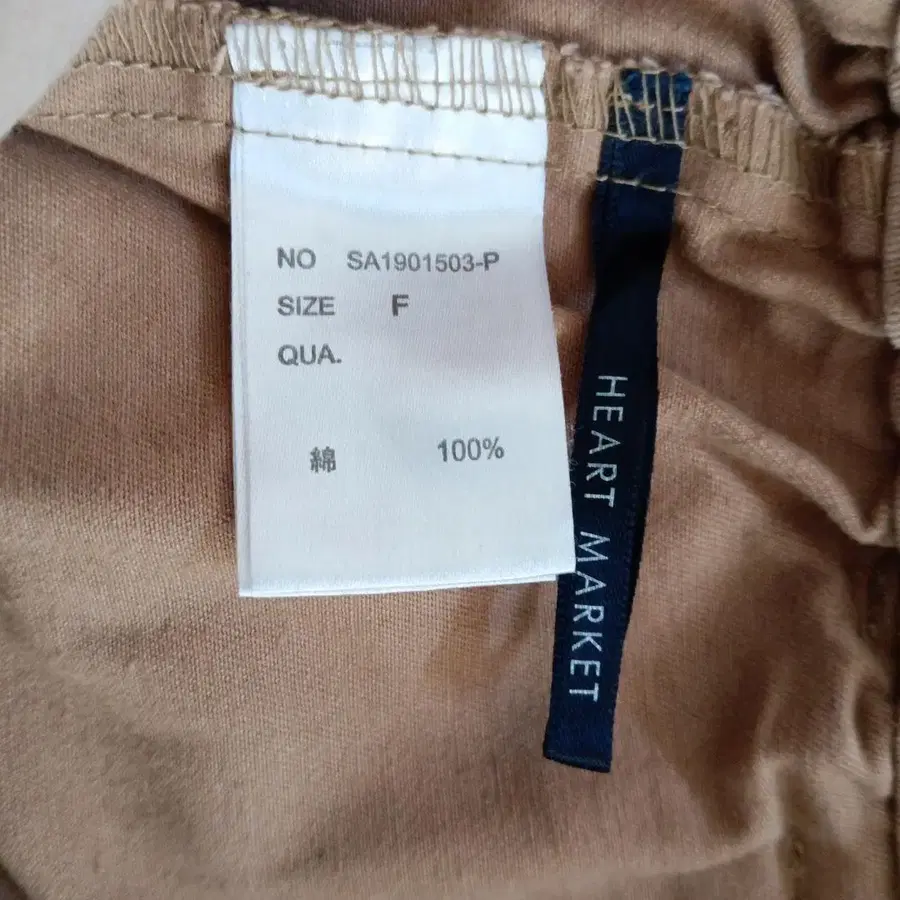 NO SA1901503-P
SIZE F
QUA.
綿 100%
HEART MARKET